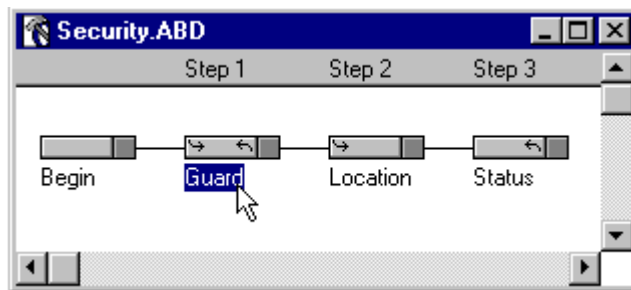 Security.ABD
Step 1 Step 2 Step 3
Begin Guard Location Status